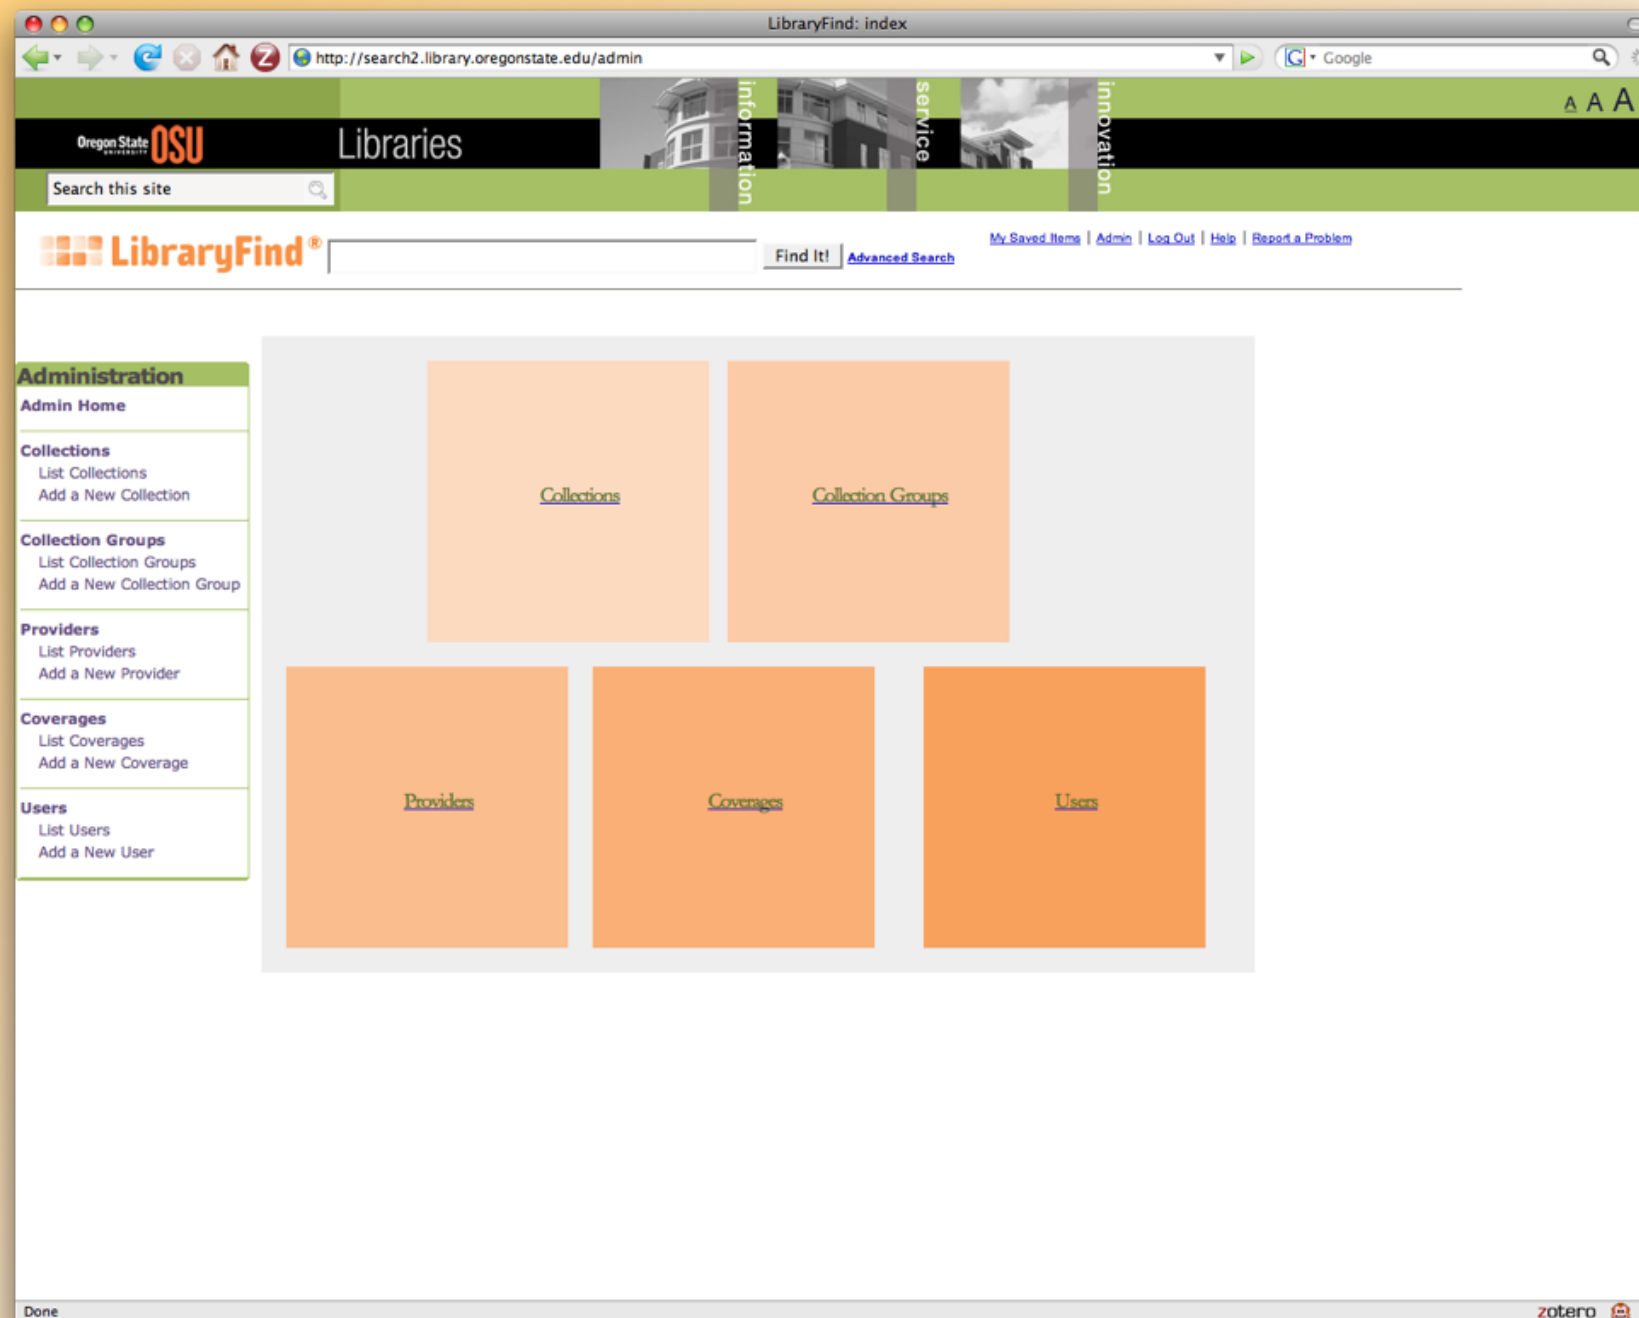 LibraryFind: index
Z http://search2.library.oregonstate.edu/admin G Google
information service innovation
A A A
Oregon State UNIVERSITY OSU Libraries
Search this site
LibraryFind® Find It! Advanced Search
My Saved Items | Admin | Log Out | Help | Report a Problem
Administration
Admin Home
Collections
List Collections
Add a New Collection
Collection Groups
List Collection Groups
Add a New Collection Group
Providers
List Providers
Add a New Provider
Coverages
List Coverages
Add a New Coverage
Users
List Users
Add a New User
Collections Collection Groups
Providers Coverages Users
Done zotero